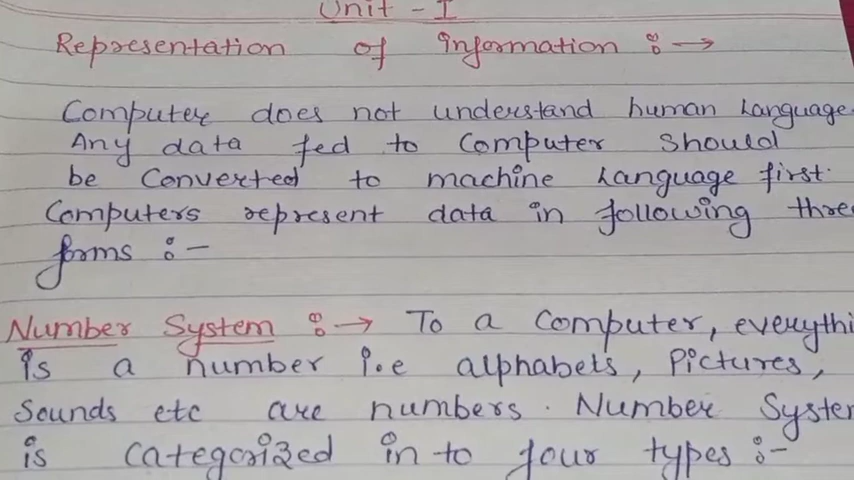 Unit - I
Representation of information :→
Computer does not understand human Language.
Any data fed to Computer Should
be Converted to machine Language first.
Computers represent data in following three
forms :-
Number System :→ To a Computer, everythi
is a number i.e alphabets, Pictures,
Sounds etc are numbers. Number System
is categorized in to four types :-